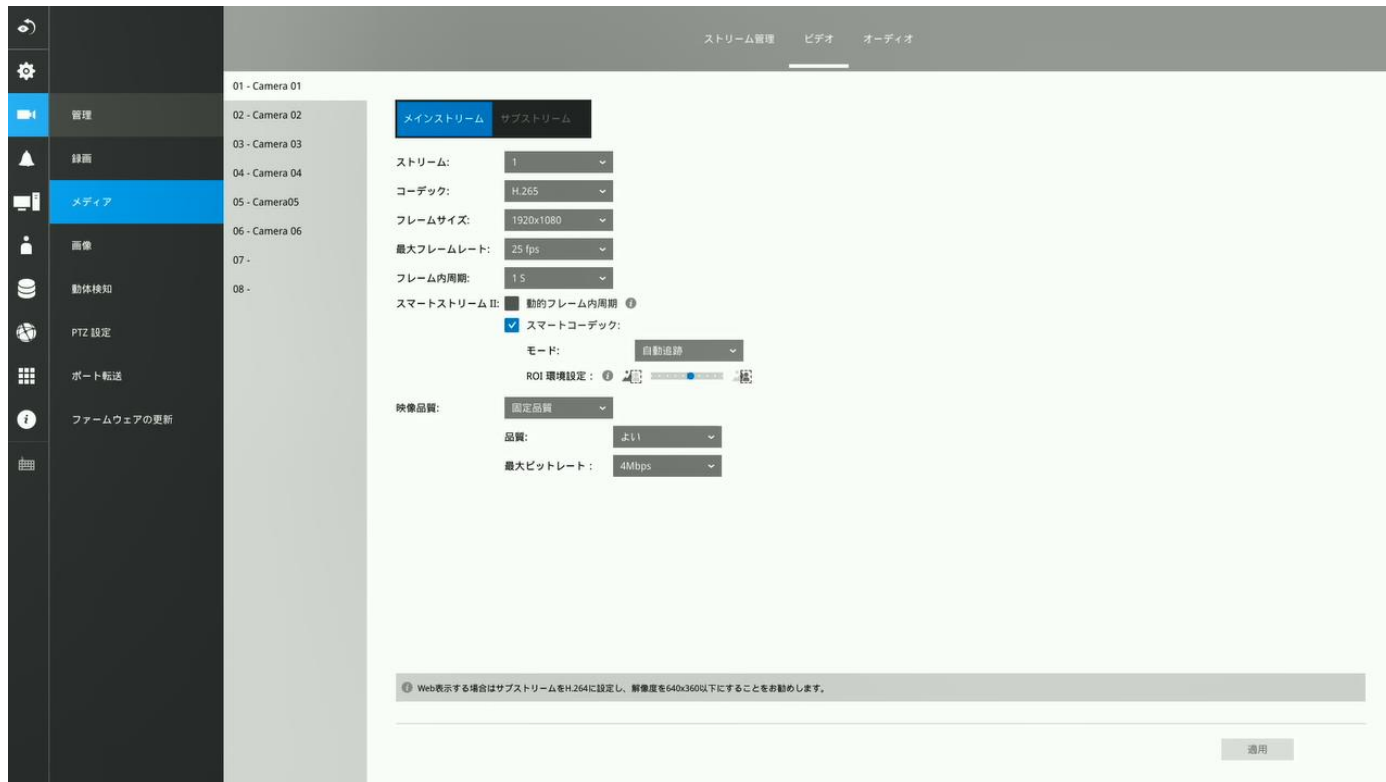 ストリーム管理 ビデオ オーディオ
管理
録画
メディア
画像
動体検知
PTZ 設定
ポート転送
ファームウェアの更新
01 - Camera 01
02 - Camera 02
03 - Camera 03
04 - Camera 04
05 - Camera05
06 - Camera 06
07 -
08 -
メインストリーム サブストリーム
ストリーム: 1
コーデック: H.265
フレームサイズ: 1920x1080
最大フレームレート: 25 fps
フレーム内周期: 1 S
スマートストリーム II: 動的フレーム内周期
スマートコーデック:
モード: 自動追跡
ROI 環境設定 :
映像品質: 固定品質
品質: よい
最大ビットレート : 4Mbps
Web表示する場合はサブストリームをH.264に設定し、解像度を640x360以下にすることをお勧めします。
適用